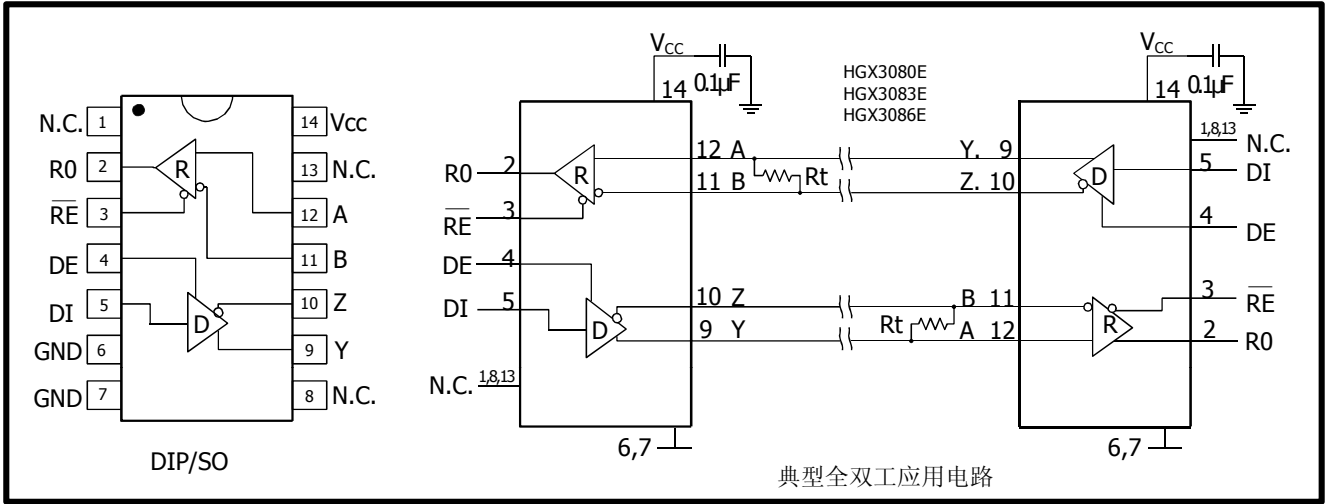 N.C. 1
14 Vcc
R0 2
R
13 N.C.
RE 3
12 A
DE 4
11 B
DI 5
D
10 Z
GND 6
9 Y
GND 7
8 N.C.
DIP/SO
VCC
0.1µF
14
HGX3080E
HGX3083E
HGX3086E
VCC
0.1µF
14
R0 2
R
12 A
11 B
Rt
Y. 9
Z. 10
D
1,8,13 N.C.
5 DI
4 DE
RE 3
DE 4
DI 5
D
10 Z
9 Y
Rt
B 11
A 12
R
3 RE
2 R0
N.C. 1,8,13
6,7
6,7
典型全双工应用电路